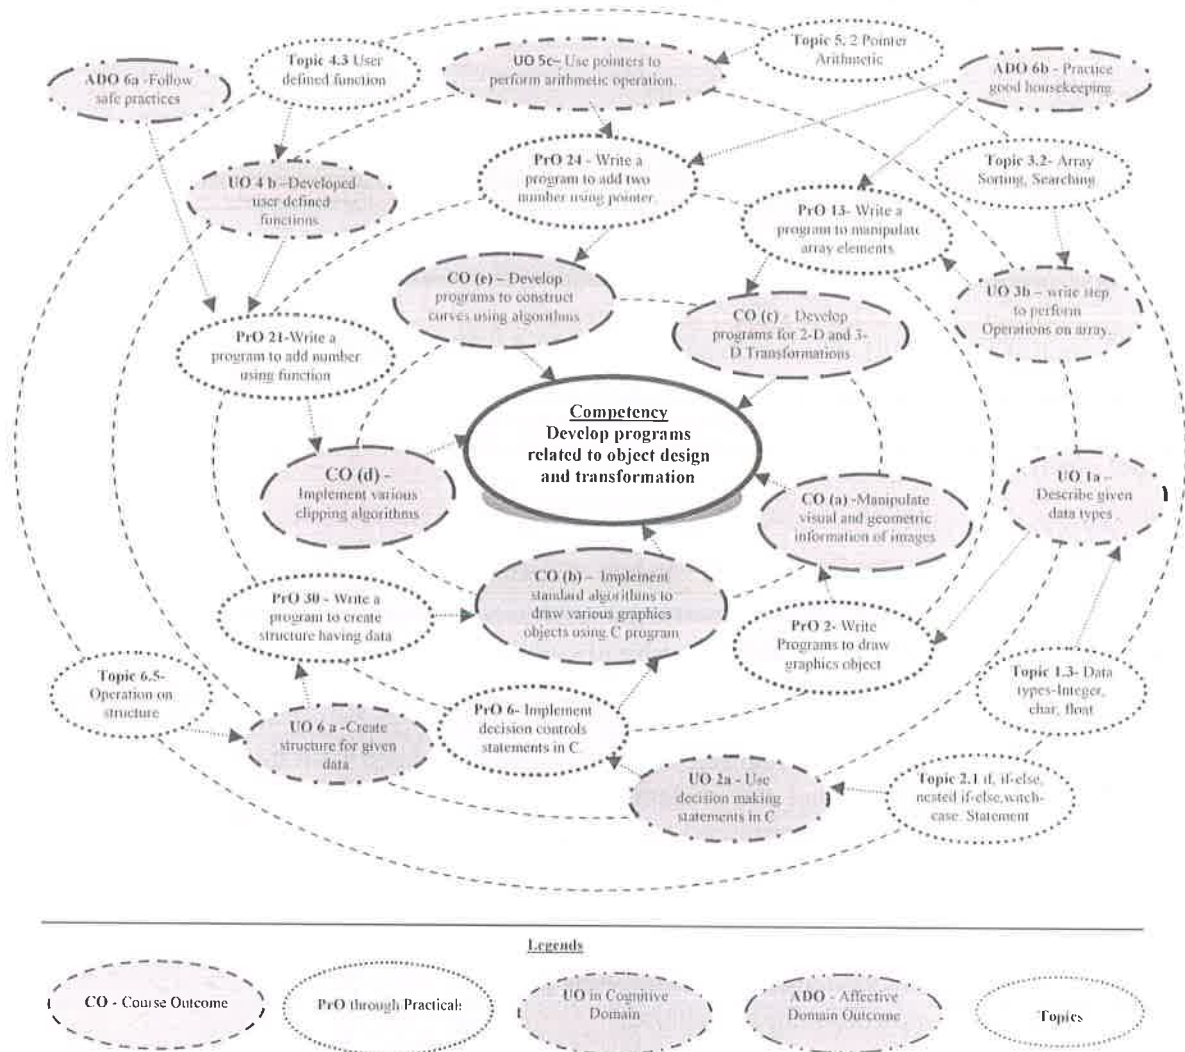 Topic 4.3 User
defined function
UO 5c– Use pointers to
perform arithmetic operation.
Topic 5. 2 Pointer
Arithmetic
ADO 6a -Follow
safe practices
ADO 6b - Practice
good housekeeping.
PrO 24 - Write a
program to add two
number using pointer.
Topic 3.2- Array
Sorting, Searching
UO 4 b –Developed
user defined
functions
PrO 13- Write a
program to manipulate
array elements
CO (e) – Develop
programs to construct
curves using algorithms
UO 3b – write step
to perform
Operations on array.
CO (c) – Develop
programs for 2-D and 3-
D Transformations
PrO 21-Write a
program to add number
using function
Competency
Develop programs
related to object design
and transformation
CO (d) -
Implement various
clipping algorithms
CO (a) -Manipulate
visual and geometric
information of images
UO 1a –
Describe given
data types
CO (b) – Implement
standard algorithms to
draw various graphics
objects using C program
PrO 30 - Write a
program to create
structure having data
PrO 2- Write
Programs to draw
graphics object
Topic 6.5-
Operation on
structure
Topic 1.3- Data
types-Integer,
char, float
UO 6 a -Create
structure for given
data.
PrO 6- Implement
decision controls
statements in C.
UO 2a - Use
decision making
statements in C
Topic 2.1 if, if-else,
nested if-else,witch-
case. Statement
Legends
CO - Course Outcome
PrO through Practical:
UO in Cognitive
Domain
ADO - Affective
Domain Outcome
Topics